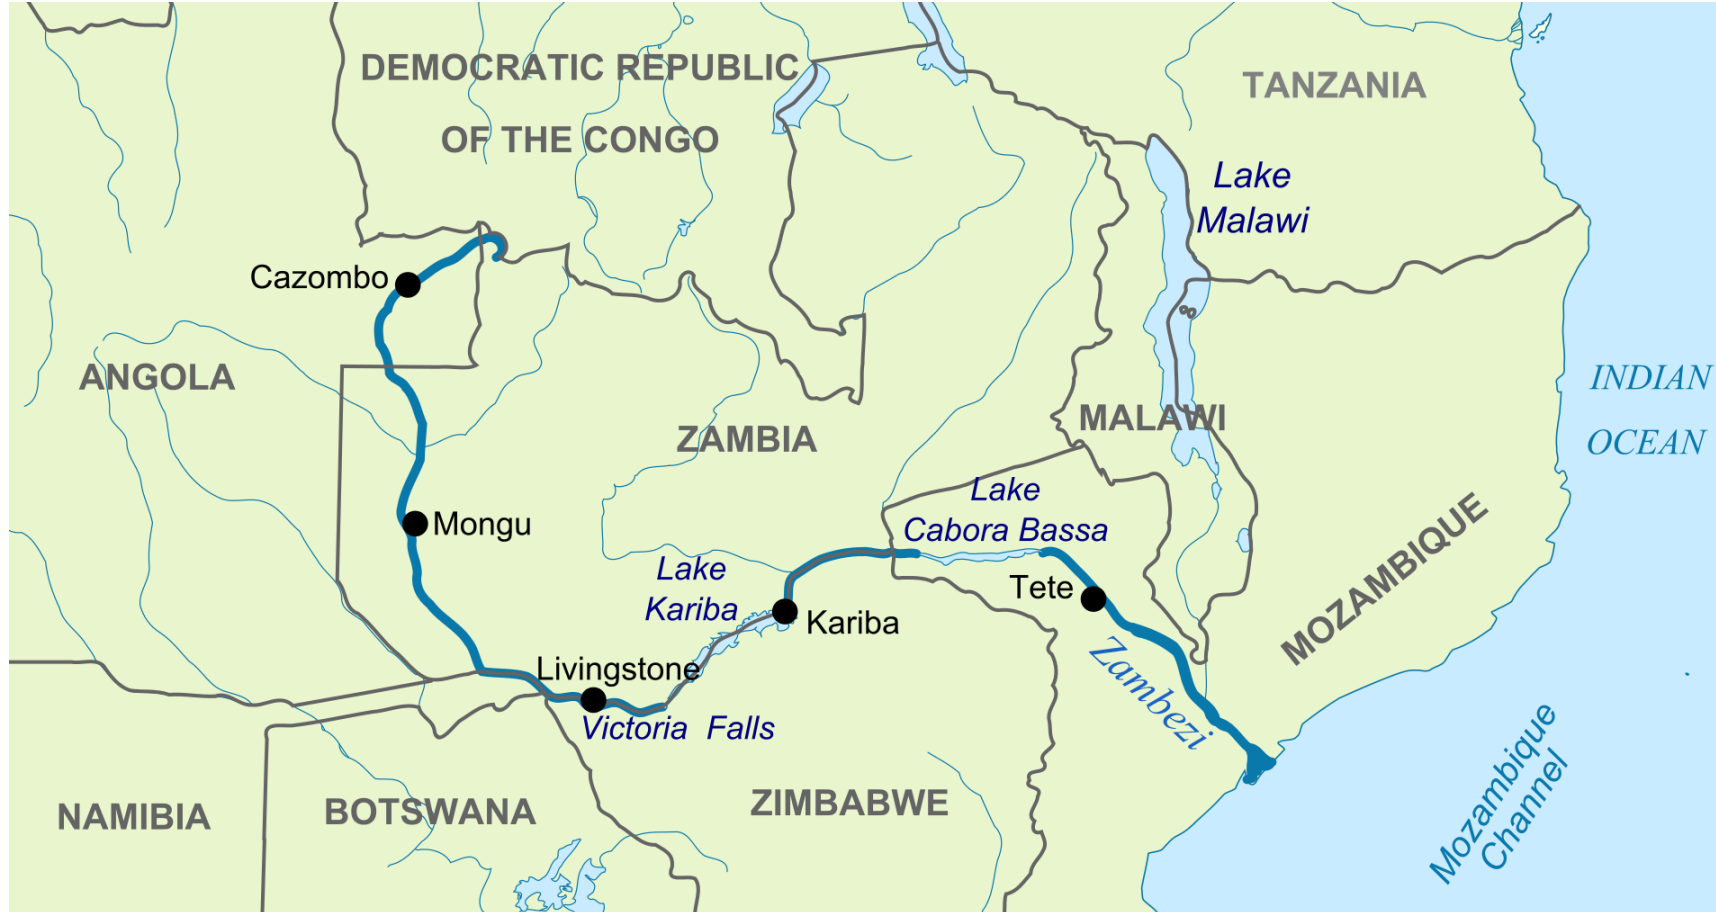 DEMOCRATIC REPUBLIC
OF THE CONGO
TANZANIA
Lake
Malawi
Cazombo
ANGOLA
INDIAN
OCEAN
ZAMBIA
MALAWI
Lake
Cabora Bassa
Mongu
MOZAMBIQUE
Lake
Kariba
Tete
Kariba
Livingstone
Zambezi
Victoria Falls
Mozambique
Channel
NAMIBIA
BOTSWANA
ZIMBABWE